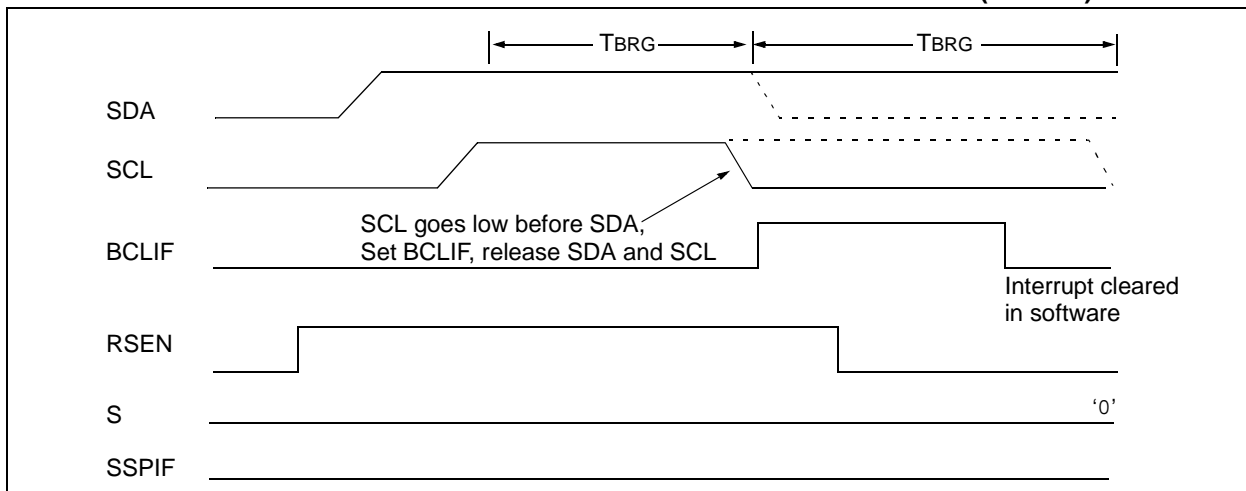 TBRG TBRG
SDA
SCL
SCL goes low before SDA,
Set BCLIF, release SDA and SCL
BCLIF
Interrupt cleared
in software
RSEN
S ‘0’
SSPIF